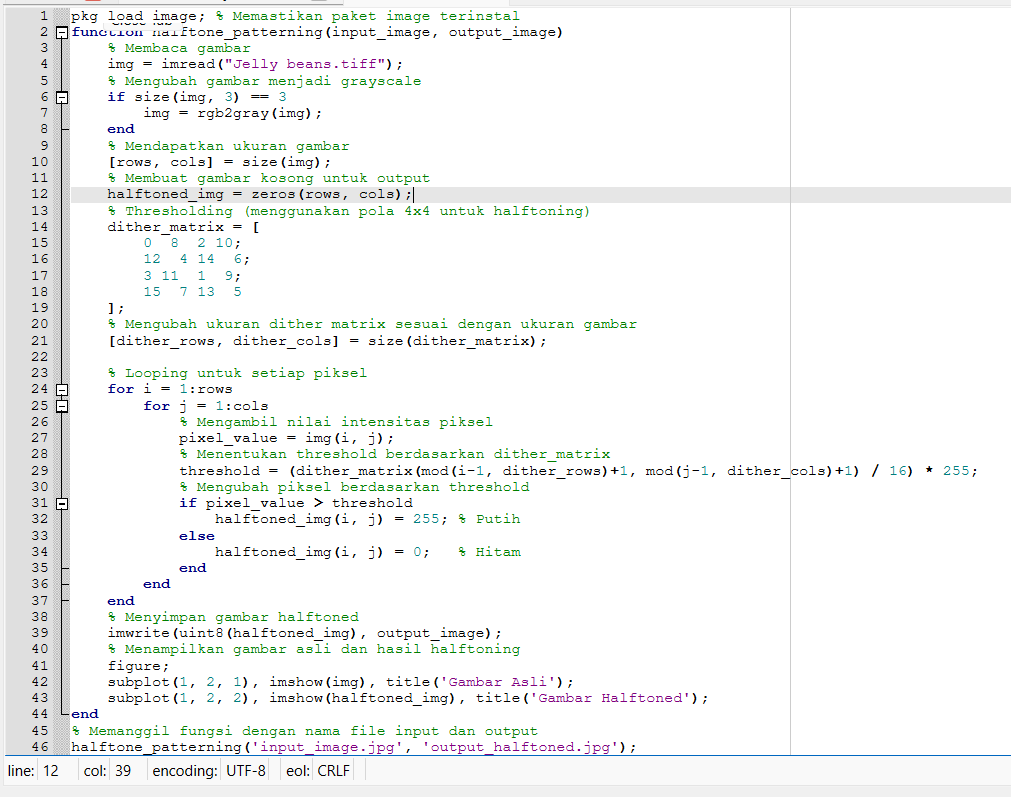 1 pkg load image; % Memastikan paket image terinstal
2 function halftone_patterning(input_image, output_image)
3 % Membaca gambar
4 img = imread("Jelly beans.tiff");
5 % Mengubah gambar menjadi grayscale
6 if size(img, 3) == 3
7 img = rgb2gray(img);
8 end
9 % Mendapatkan ukuran gambar
10 [rows, cols] = size(img);
11 % Membuat gambar kosong untuk output
12 halftoned_img = zeros(rows, cols);
13 % Thresholding (menggunakan pola 4x4 untuk halftoning)
14 dither_matrix = [
15 0 8 2 10;
16 12 4 14 6;
17 3 11 1 9;
18 15 7 13 5
19 ];
20 % Mengubah ukuran dither matrix sesuai dengan ukuran gambar
21 [dither_rows, dither_cols] = size(dither_matrix);
22
23 % Looping untuk setiap piksel
24 for i = 1:rows
25 for j = 1:cols
26 % Mengambil nilai intensitas piksel
27 pixel_value = img(i, j);
28 % Menentukan threshold berdasarkan dither_matrix
29 threshold = (dither_matrix(mod(i-1, dither_rows)+1, mod(j-1, dither_cols)+1) / 16) * 255;
30 % Mengubah piksel berdasarkan threshold
31 if pixel_value > threshold
32 halftoned_img(i, j) = 255; % Putih
33 else
34 halftoned_img(i, j) = 0; % Hitam
35 end
36 end
37 end
38 % Menyimpan gambar halftoned
39 imwrite(uint8(halftoned_img), output_image);
40 % Menampilkan gambar asli dan hasil halftoning
41 figure;
42 subplot(1, 2, 1), imshow(img), title('Gambar Asli');
43 subplot(1, 2, 2), imshow(halftoned_img), title('Gambar Halftoned');
44 end
45 % Memanggil fungsi dengan nama file input dan output
46 halftone_patterning('input_image.jpg', 'output_halftoned.jpg');
line: 12 col: 39 encoding: UTF-8 eol: CRLF